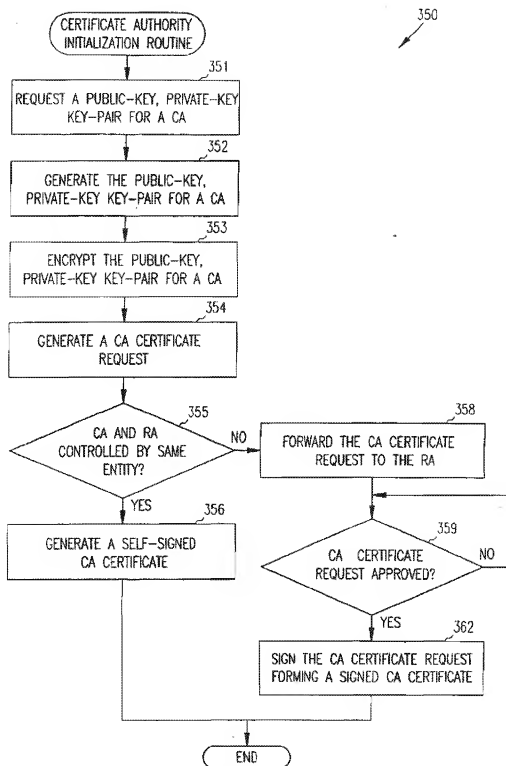 CERTIFICATE AUTHORITY
INITIALIZATION ROUTINE
350
351
REQUEST A PUBLIC-KEY, PRIVATE-KEY
KEY-PAIR FOR A CA
352
GENERATE THE PUBLIC-KEY,
PRIVATE-KEY KEY-PAIR FOR A CA
353
ENCRYPT THE PUBLIC-KEY,
PRIVATE-KEY KEY-PAIR FOR A CA
354
GENERATE A CA CERTIFICATE
REQUEST
355
CA AND RA
CONTROLLED BY SAME
ENTITY?
NO
YES
358
FORWARD THE CA CERTIFICATE
REQUEST TO THE RA
356
GENERATE A SELF-SIGNED
CA CERTIFICATE
359
CA CERTIFICATE
REQUEST APPROVED?
NO
YES
362
SIGN THE CA CERTIFICATE REQUEST
FORMING A SIGNED CA CERTIFICATE
END